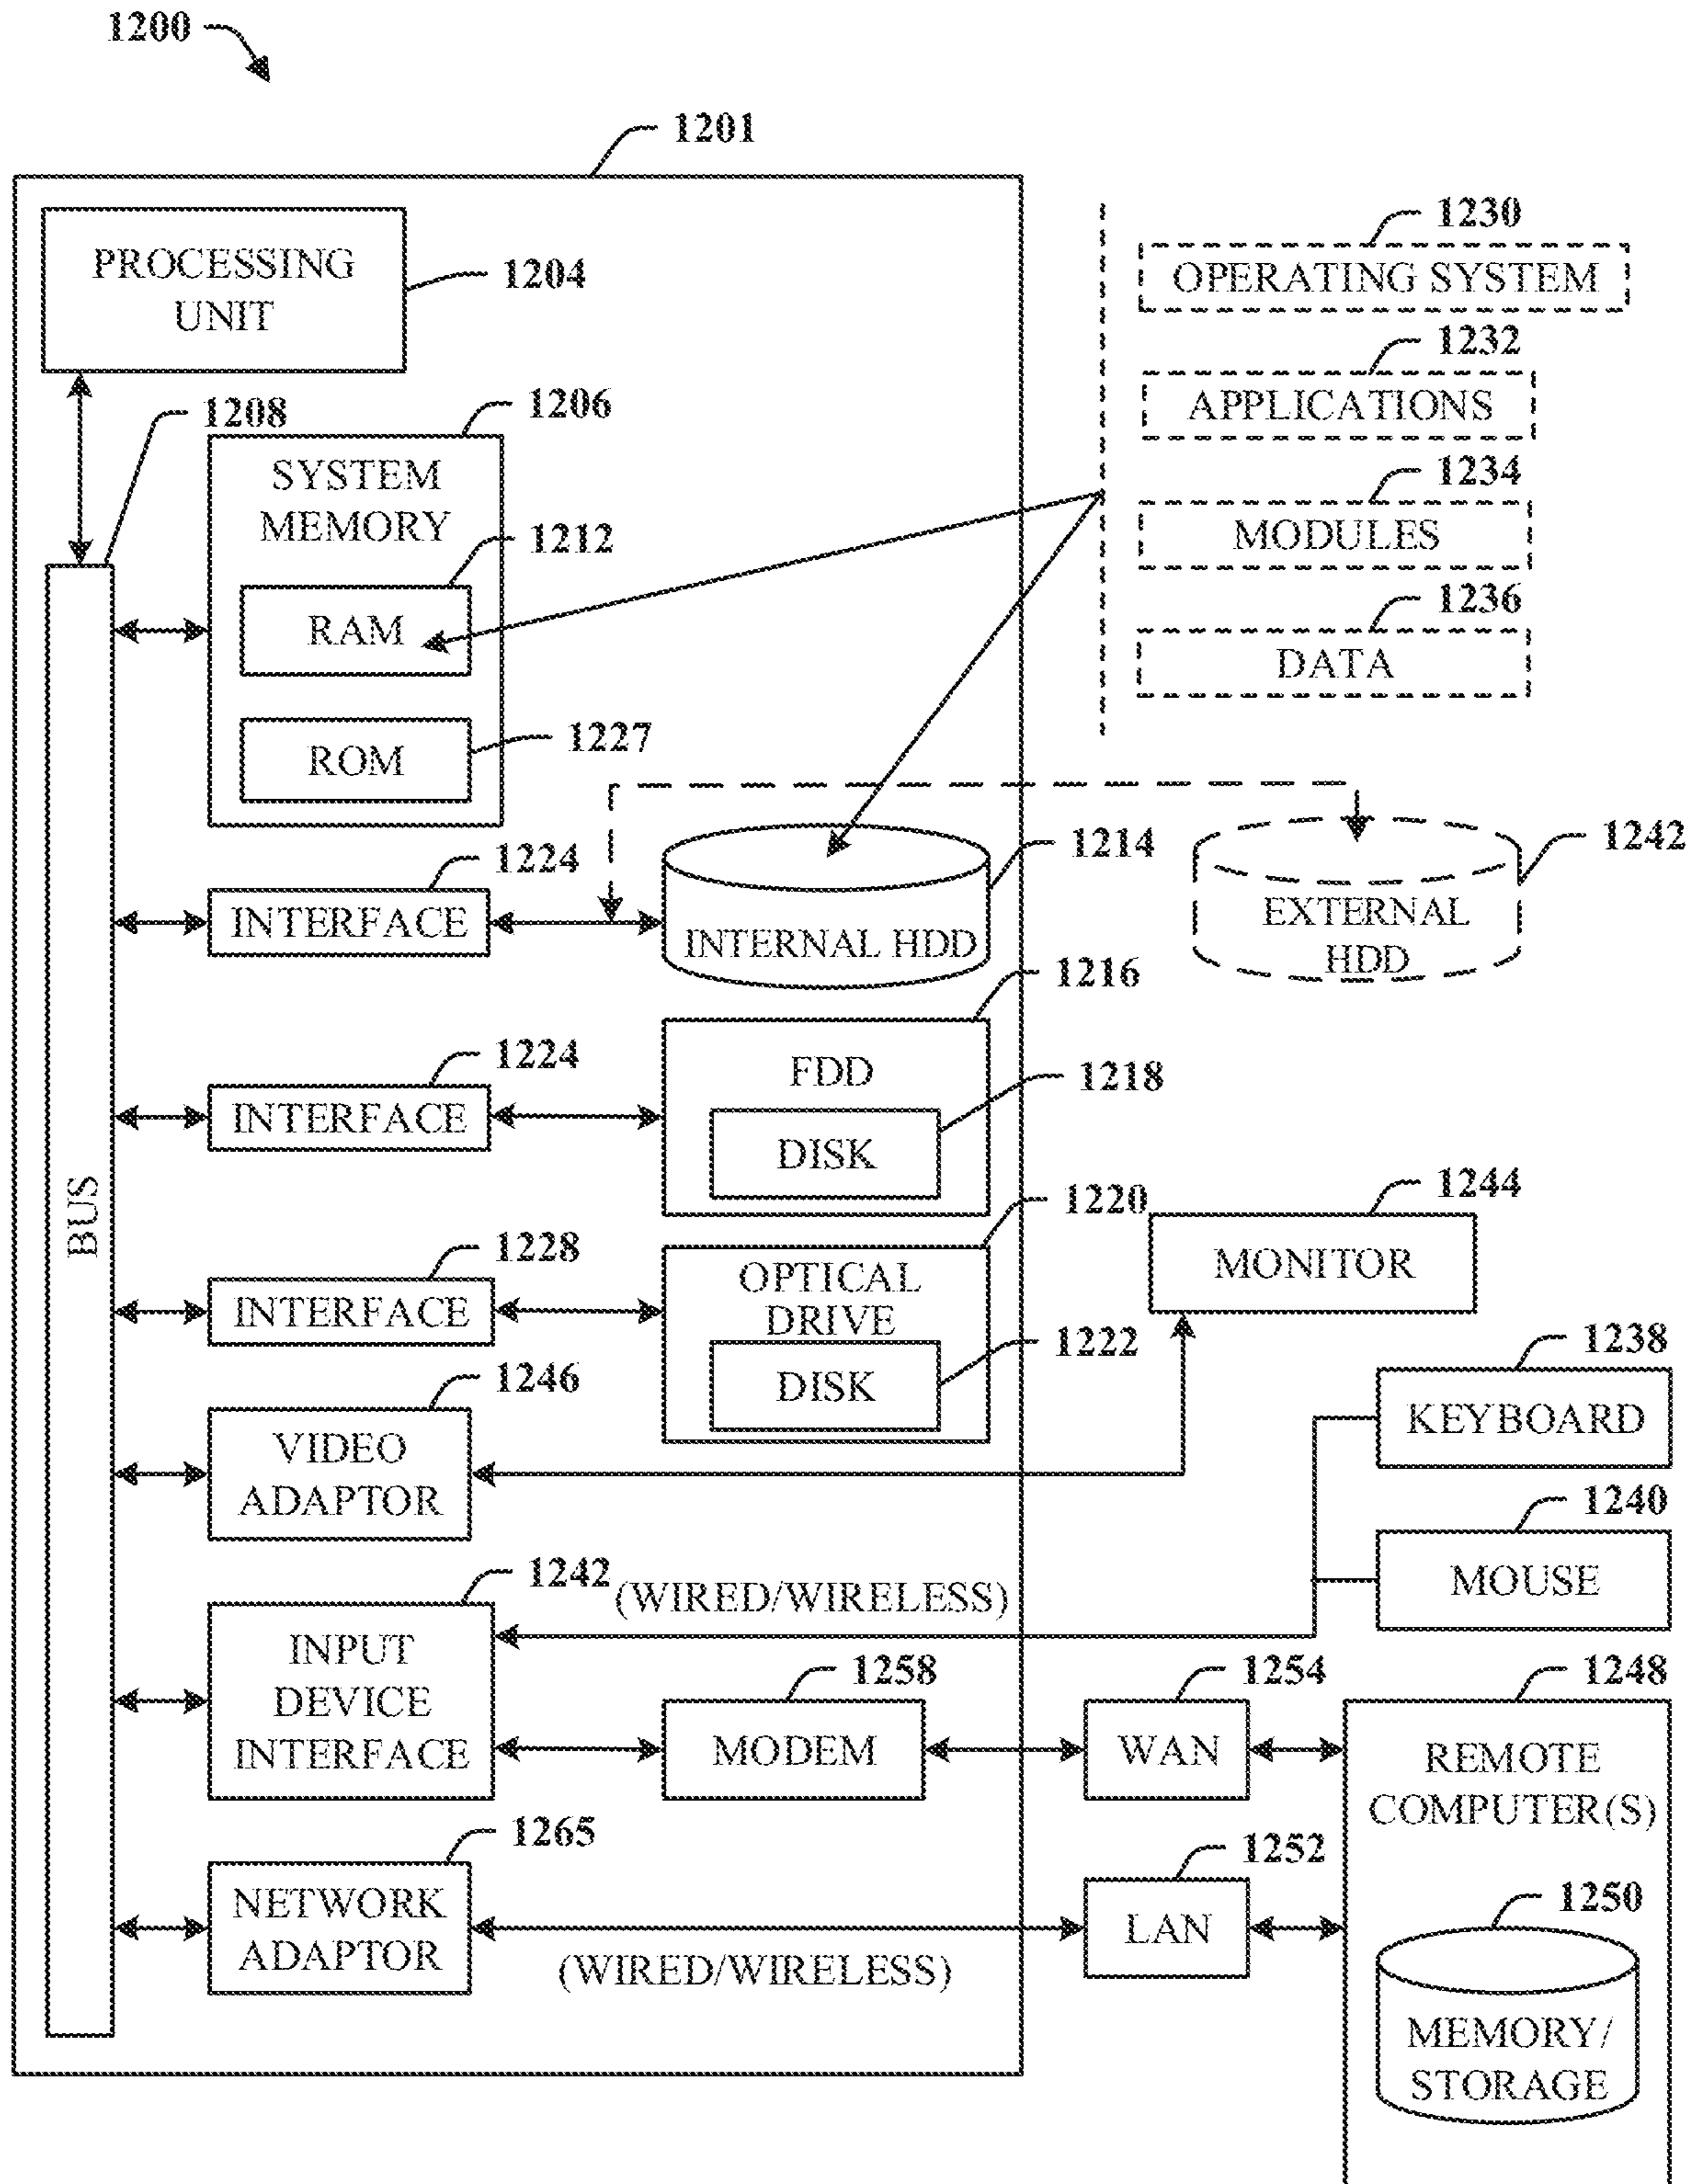 1200
1201
PROCESSING
UNIT
1204
1208
1206
SYSTEM
MEMORY
1212
RAM
ROM
1227
1230
OPERATING SYSTEM
1232
APPLICATIONS
1234
MODULES
1236
DATA
1224
INTERFACE
1214
INTERNAL HDD
1242
EXTERNAL
HDD
1216
1224
INTERFACE
FDD
1218
DISK
BUS
1220
1228
INTERFACE
OPTICAL
DRIVE
1222
DISK
1244
MONITOR
1246
VIDEO
ADAPTOR
1238
KEYBOARD
1240
MOUSE
1242
(WIRED/WIRELESS)
INPUT
DEVICE
INTERFACE
1258
MODEM
1254
WAN
1248
REMOTE
COMPUTER(S)
1265
NETWORK
ADAPTOR
(WIRED/WIRELESS)
1252
LAN
1250
MEMORY/
STORAGE